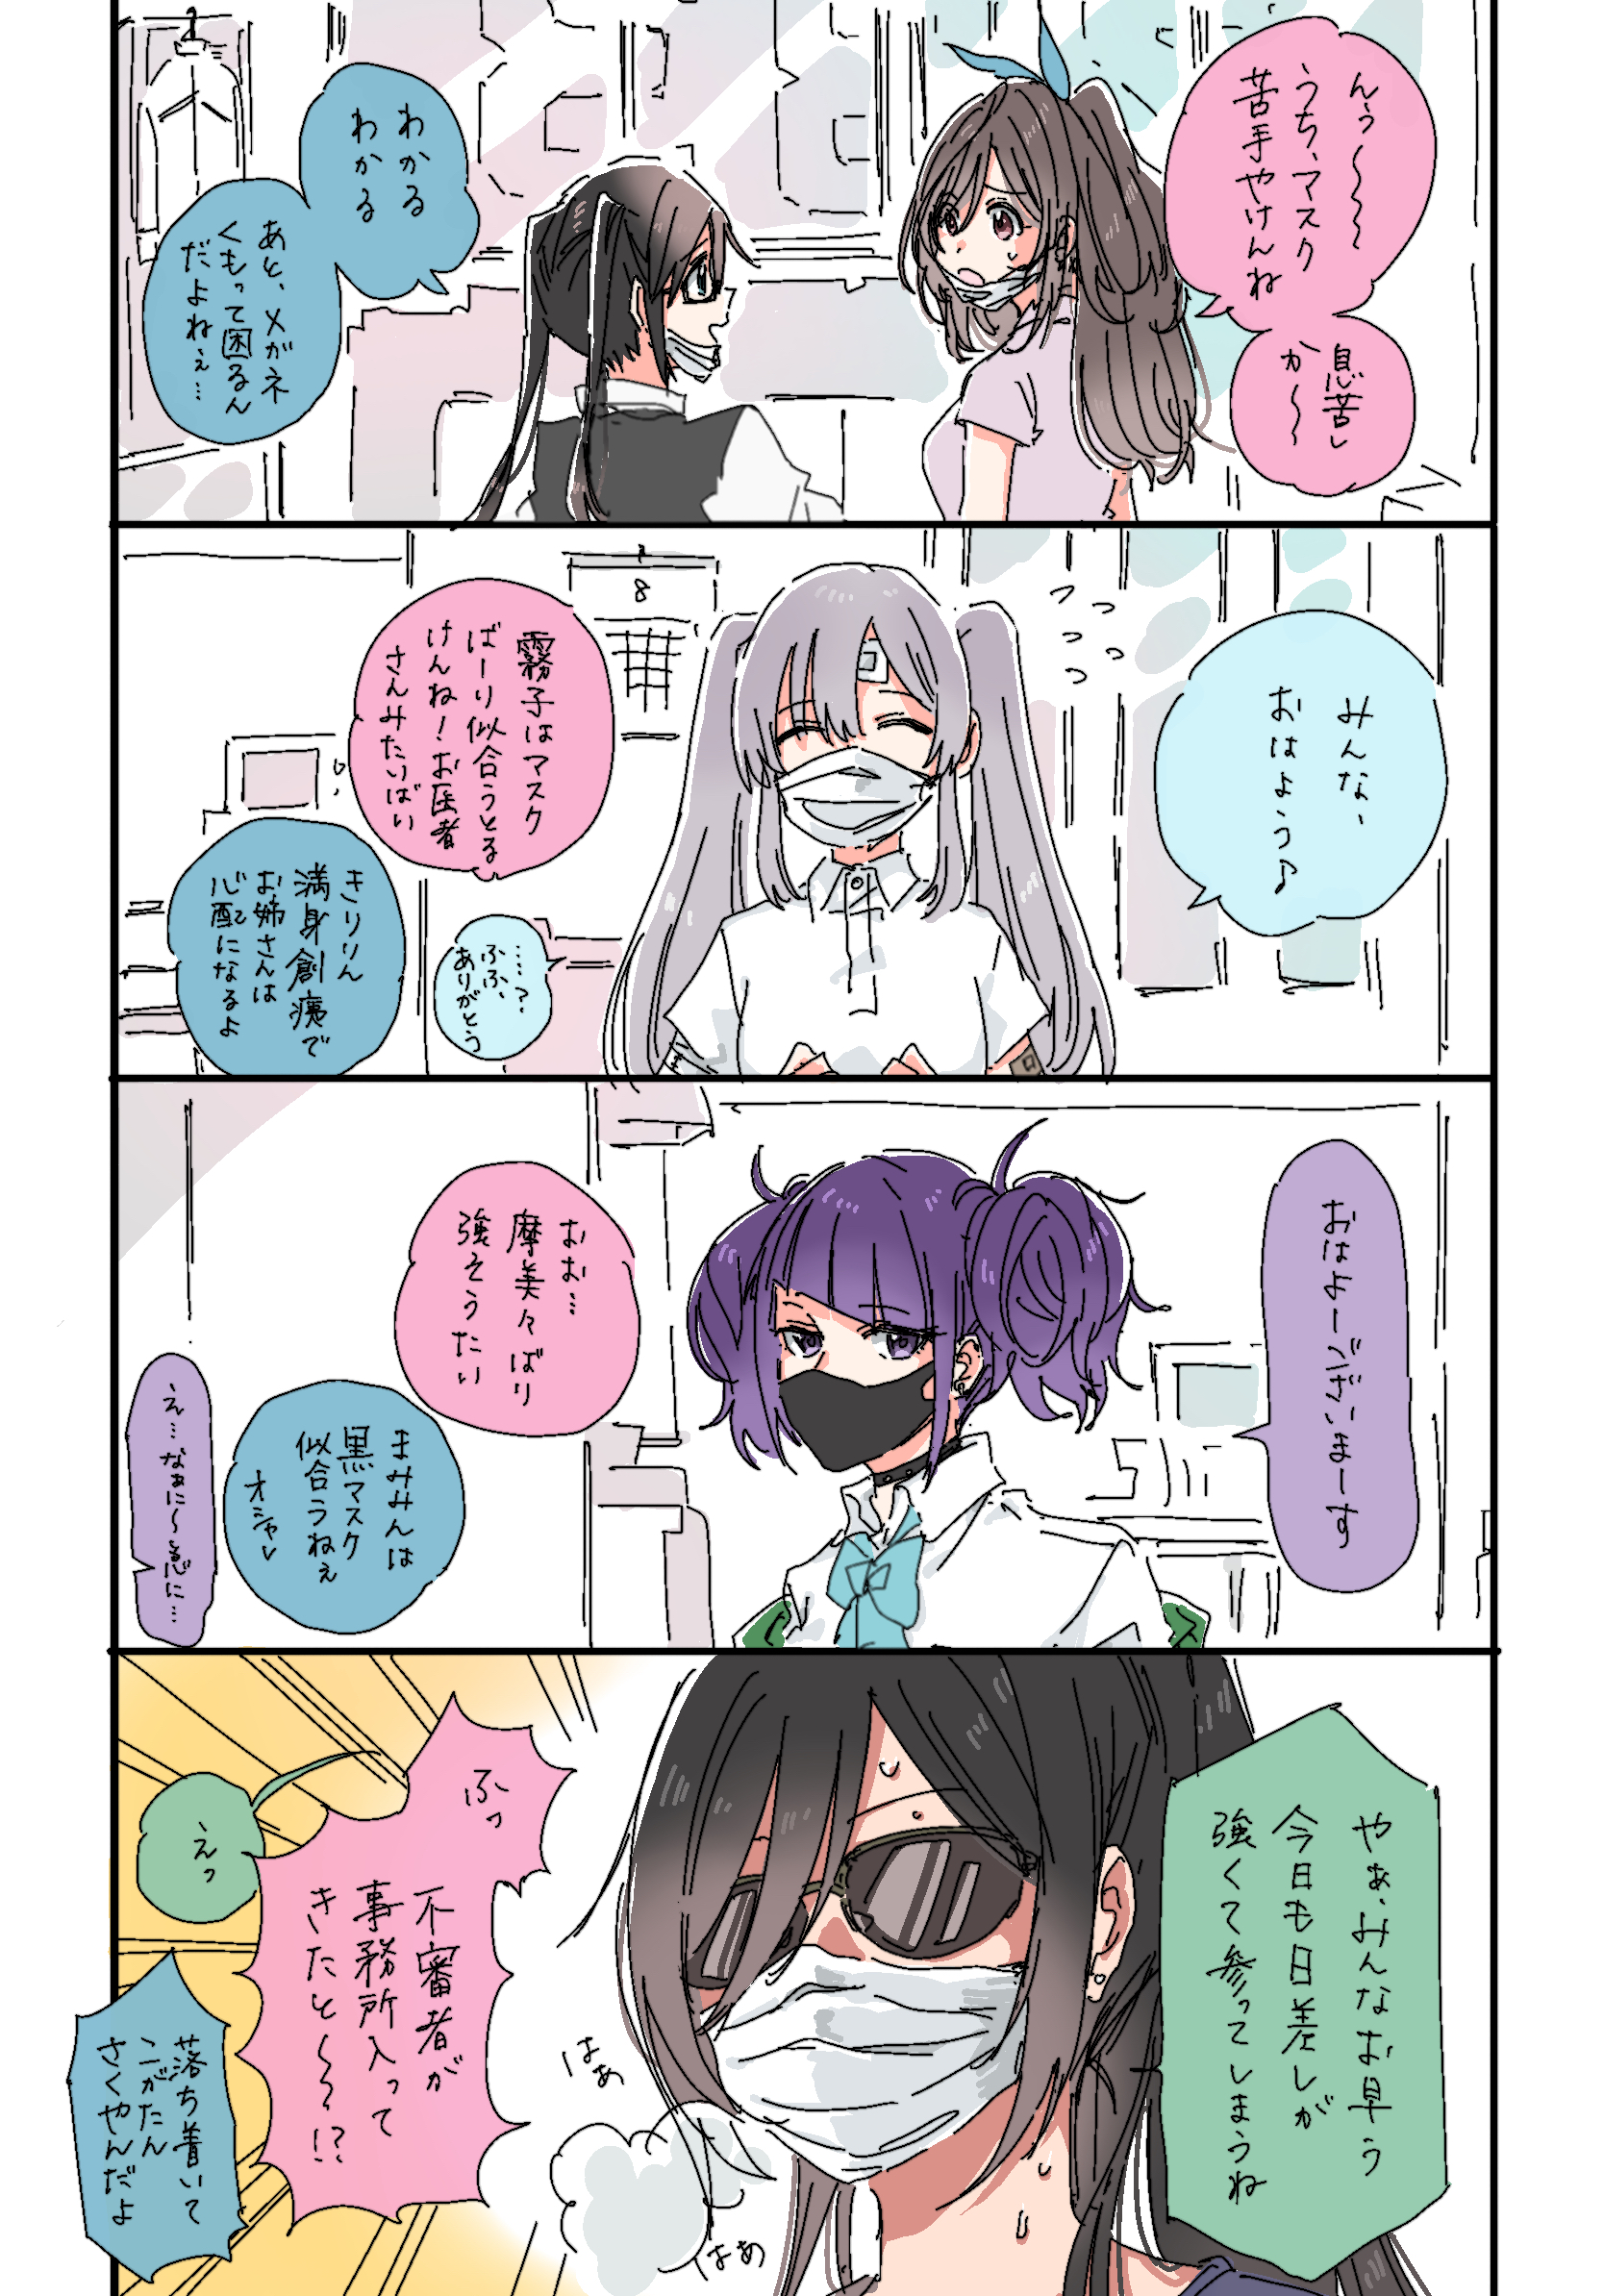 んぅ〜〜〜
うち、マスク
苦手やけんね
息苦し
か〜〜
わかる
わかる
あと、メガネ
くもって困るん
だよねぇ…
みんな、
おはよう♪
8
霧子はマスク
ばーり似合うとる
けんね！お医者
さんみたいばい
……？
ふふ、
ありがとう
きりりん
満身創痍で
お姉さんは
心配になるよ
おはよーございまーす
おお…
摩美々ばり
強そうたい
まみみんは
黒マスク
似合うねぇ
オシャレ
え…なぁに〜急に…
やぁ、みんなお早う
今日も日差しが
強くて参ってしまうね
はぁ
はぁ
ふっ
不審者が
事務所入って
きたと〜〜!?
えっ
落ち着いて
こがたん
さくやんだよ